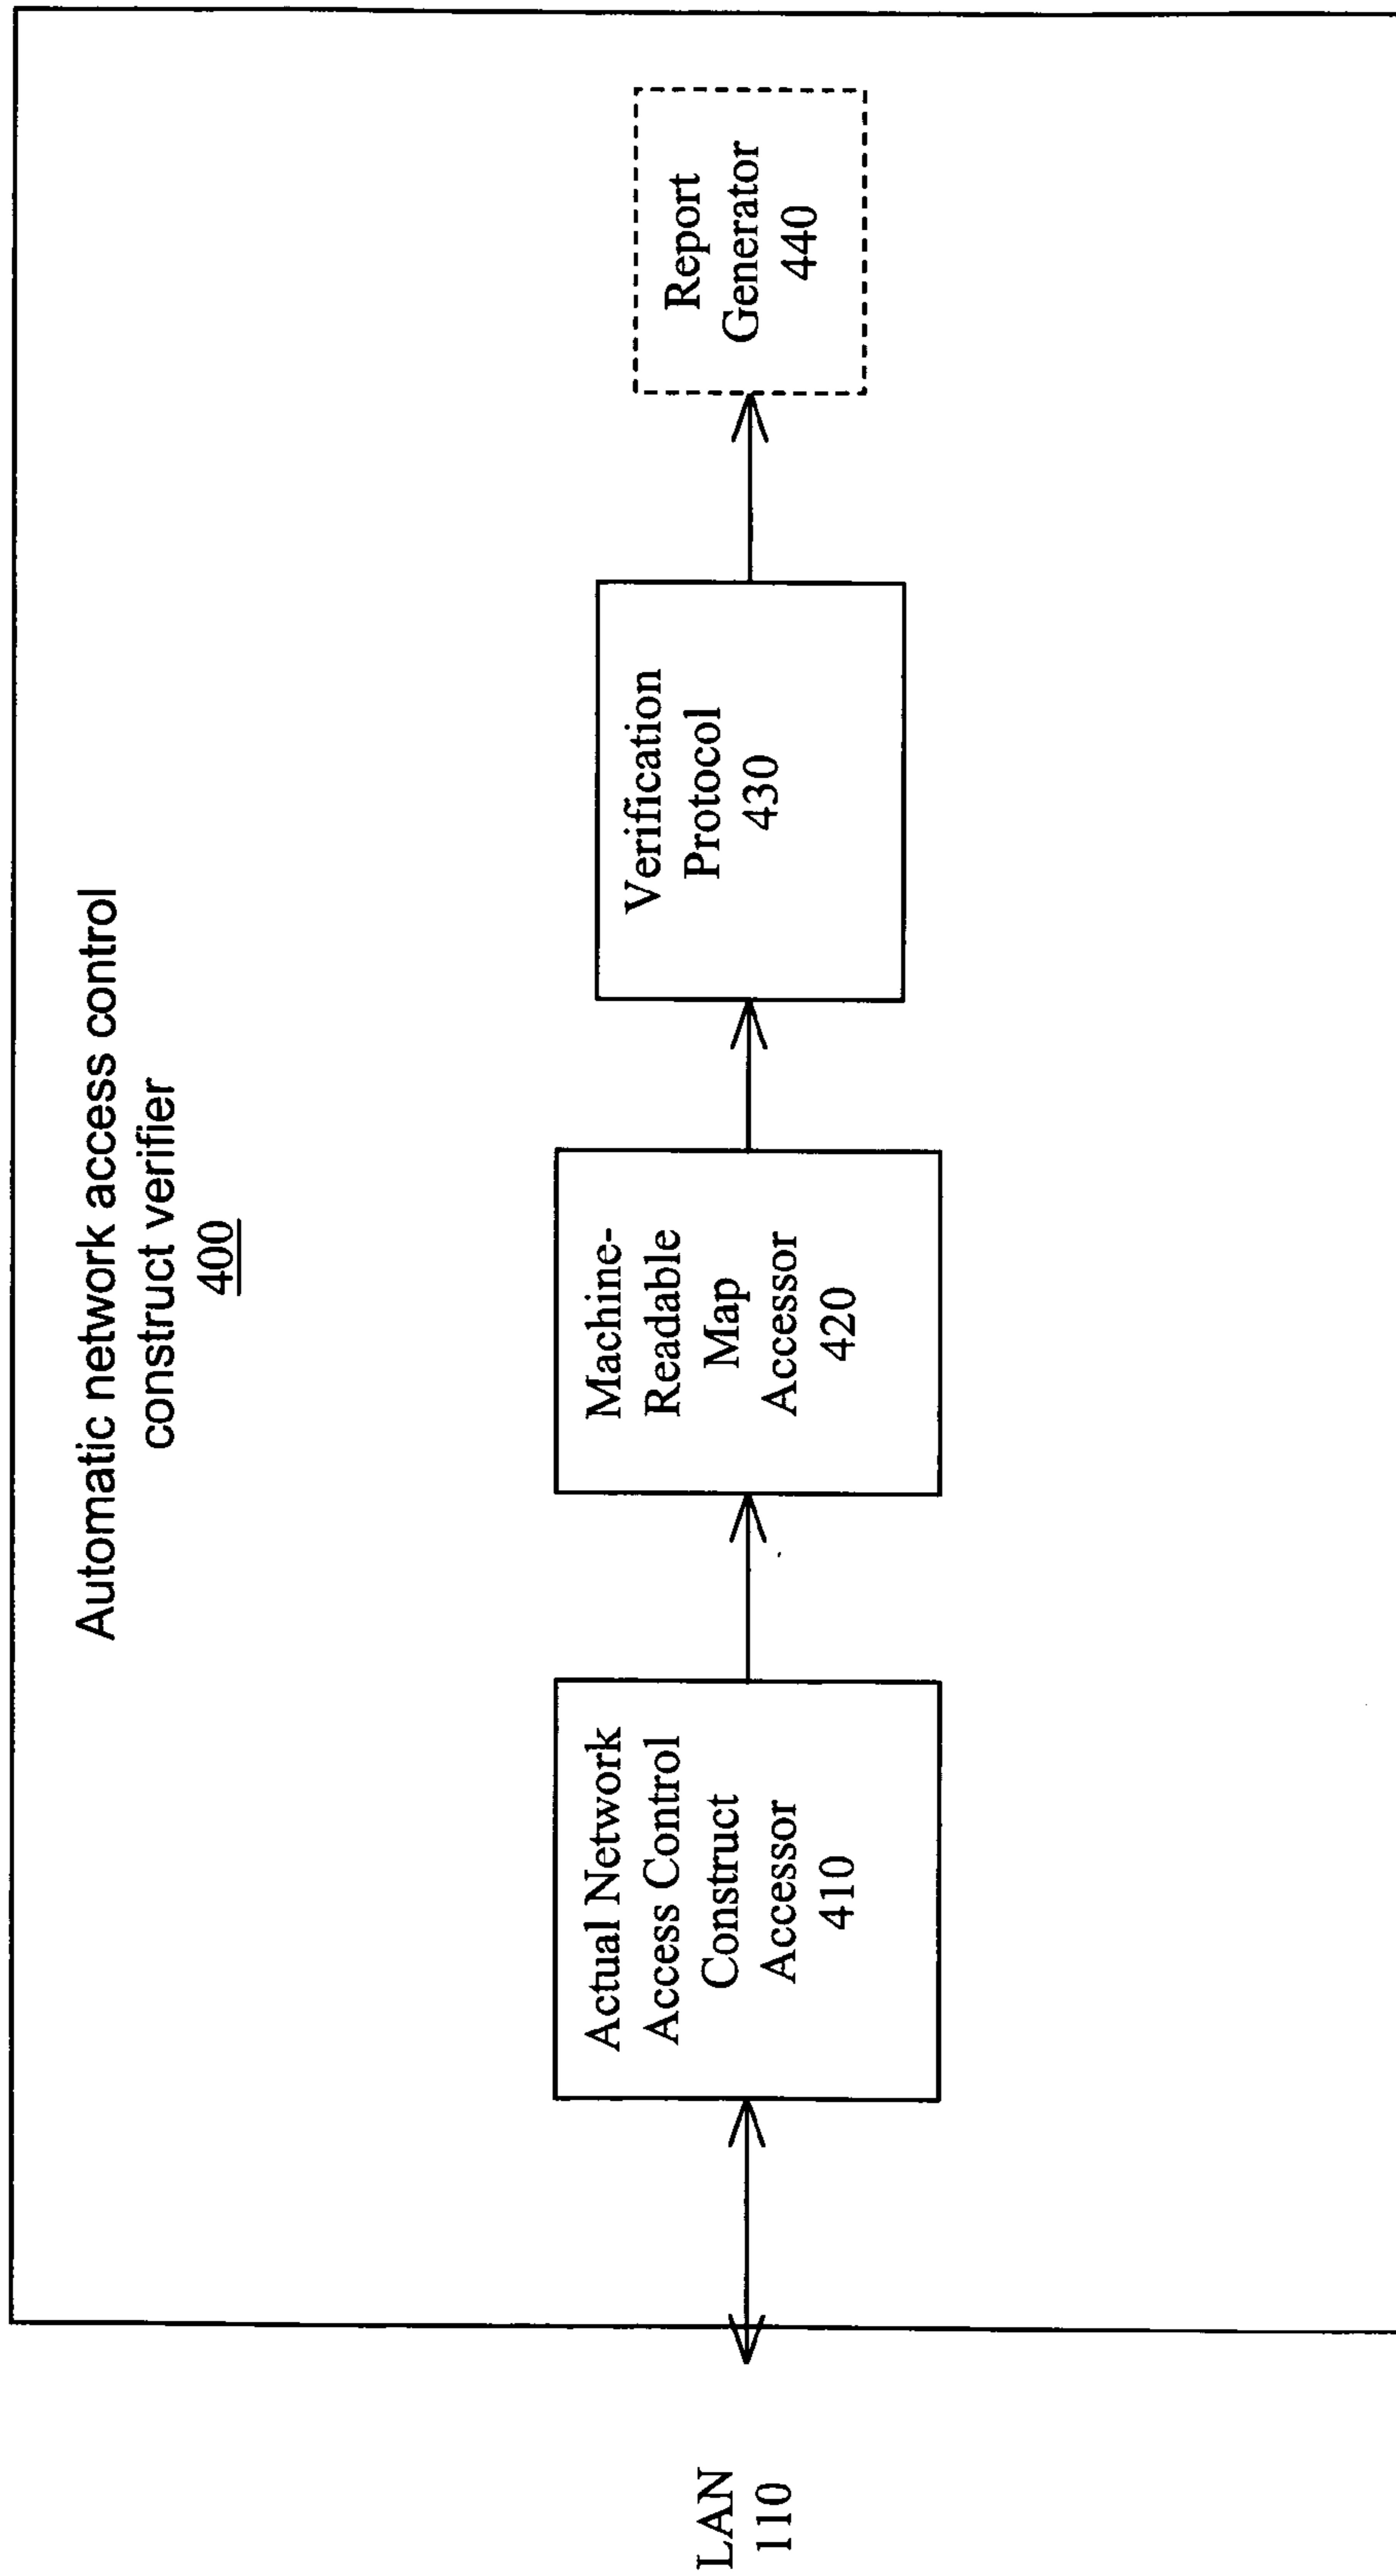 Automatic network access control
construct verifier
400
LAN
110
Actual Network
Access Control
Construct
Accessor
410
Machine-
Readable
Map
Accessor
420
Verification
Protocol
430
Report
Generator
440